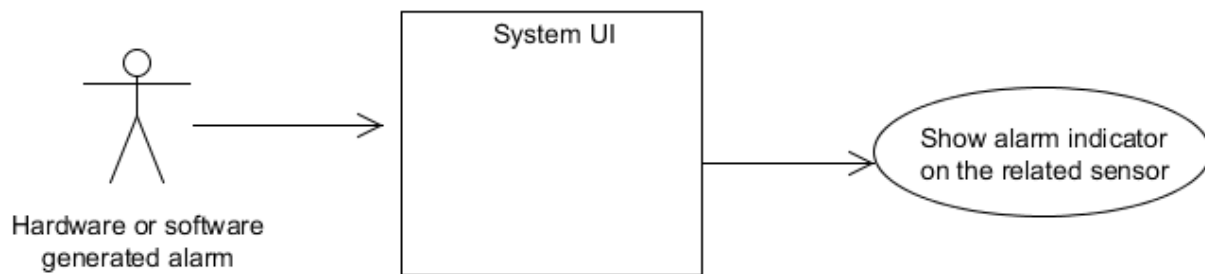 System UI
Show alarm indicator
on the related sensor
Hardware or software
generated alarm